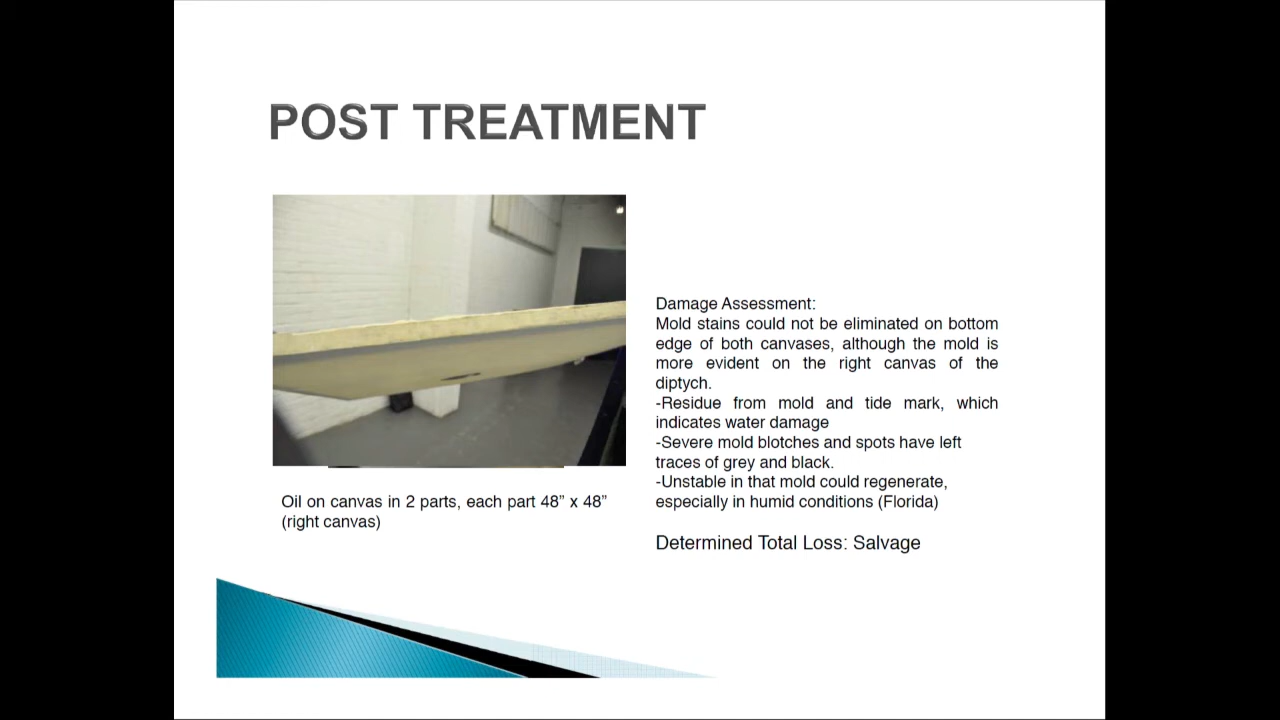 POST TREATMENT
Oil on canvas in 2 parts, each part 48” x 48”
(right canvas)
Damage Assessment:
Mold stains could not be eliminated on bottom
edge of both canvases, although the mold is
more evident on the right canvas of the
diptych.
-Residue from mold and tide mark, which
indicates water damage
-Severe mold blotches and spots have left
traces of grey and black.
-Unstable in that mold could regenerate,
especially in humid conditions (Florida)
Determined Total Loss: Salvage